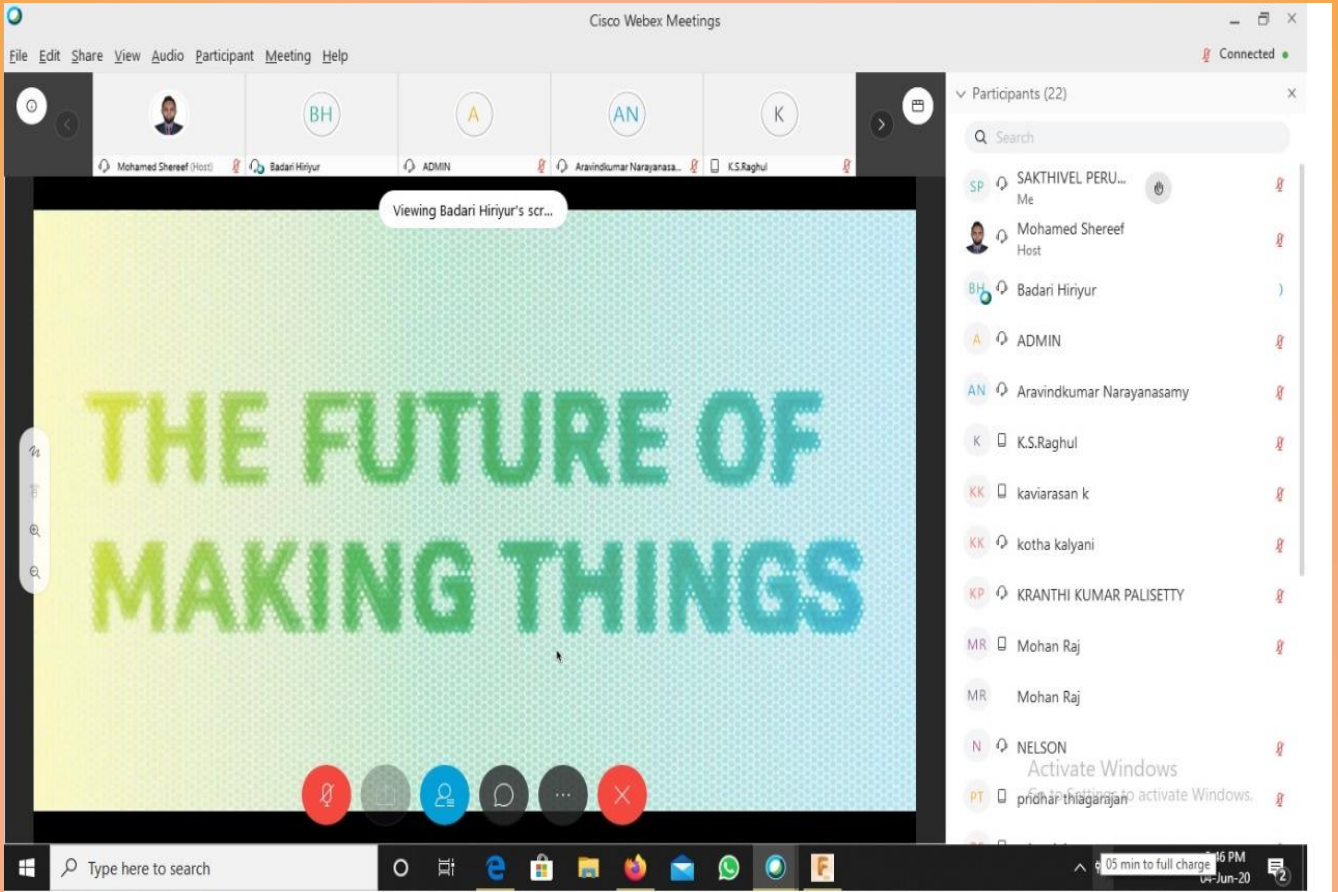 Cisco Webex Meetings
File Edit Share View Audio Participant Meeting Help
Connected
BH
A
AN
K
Mohamed Shereef (Host)
Badari Hiriyur
ADMIN
Aravindkumar Narayanasa...
K.S.Raghul
Viewing Badari Hiriyur's scr...
THE FUTURE OF
MAKING THINGS
Participants (22)
Search
SP SAKTHIVEL PERU...
Me
Mohamed Shereef
Host
BH Badari Hiriyur
A ADMIN
AN Aravindkumar Narayanasamy
K K.S.Raghul
KK kaviarasan k
KK kotha kalyani
KP KRANTHI KUMAR PALISETTY
MR Mohan Raj
MR Mohan Raj
N NELSON
Activate Windows
Go to Settings to activate Windows.
PT pridhar thiagarajan
Type here to search
05 min to full charge
46 PM
04-Jun-20
2